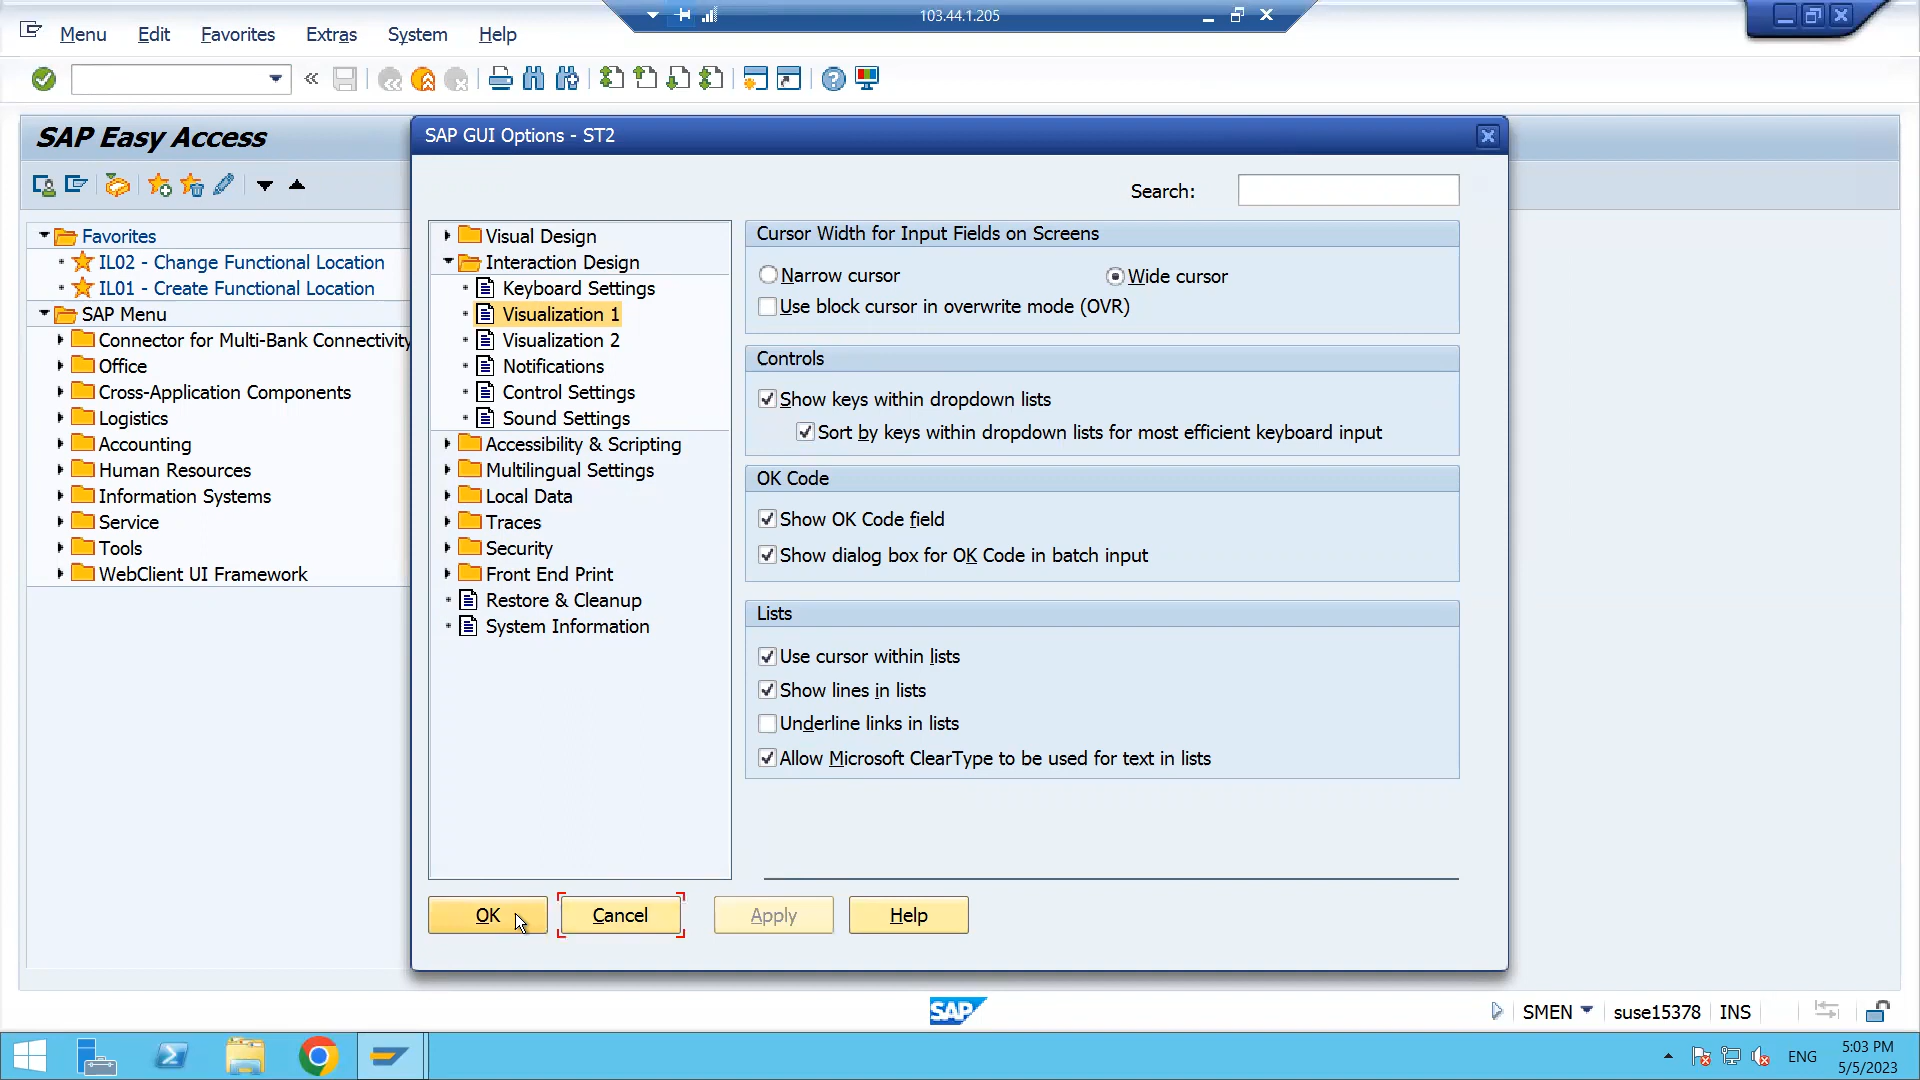 103.44.1.205
Menu Edit Favorites Extras System Help
SAP Easy Access
Favorites
IL02 - Change Functional Location
IL01 - Create Functional Location
SAP Menu
Connector for Multi-Bank Connectivity
Office
Cross-Application Components
Logistics
Accounting
Human Resources
Information Systems
Service
Tools
WebClient UI Framework
SAP GUI Options - ST2
Search:
Visual Design
Interaction Design
Keyboard Settings
Visualization 1
Visualization 2
Notifications
Control Settings
Sound Settings
Accessibility & Scripting
Multilingual Settings
Local Data
Traces
Security
Front End Print
Restore & Cleanup
System Information
Cursor Width for Input Fields on Screens
Narrow cursor Wide cursor
Use block cursor in overwrite mode (OVR)
Controls
Show keys within dropdown lists
Sort by keys within dropdown lists for most efficient keyboard input
OK Code
Show OK Code field
Show dialog box for OK Code in batch input
Lists
Use cursor within lists
Show lines in lists
Underline links in lists
Allow Microsoft ClearType to be used for text in lists
OK Cancel Apply Help
SAP
SMEN suse15378 INS
ENG
5:03 PM
5/5/2023